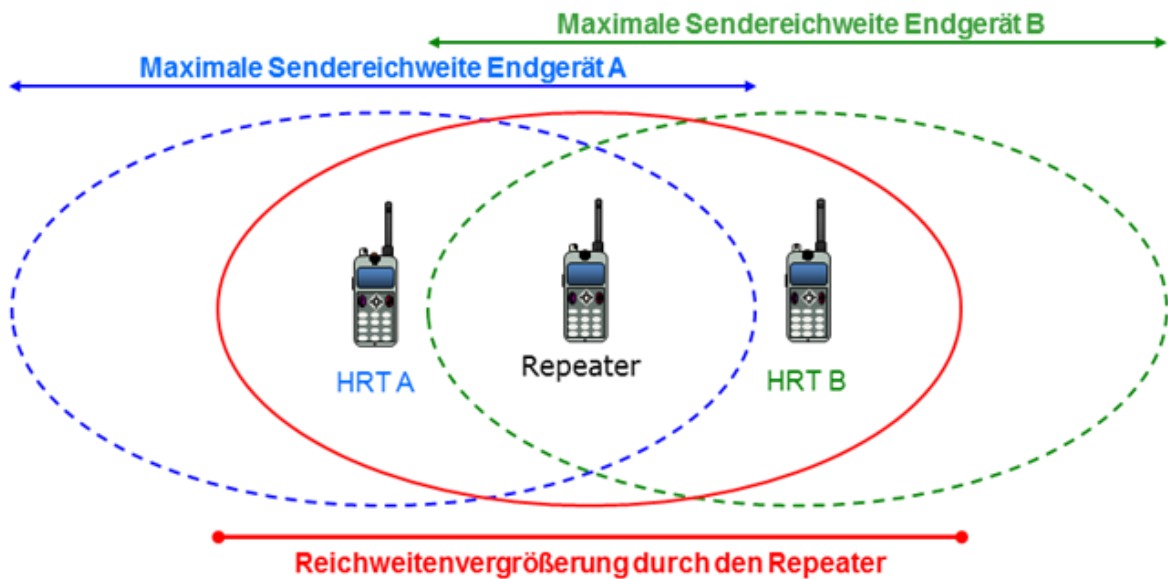 Maximale Sendereichweite Endgerät B
Maximale Sendereichweite Endgerät A
Repeater
HRT A
HRT B
Reichweitenvergrößerung durch den Repeater